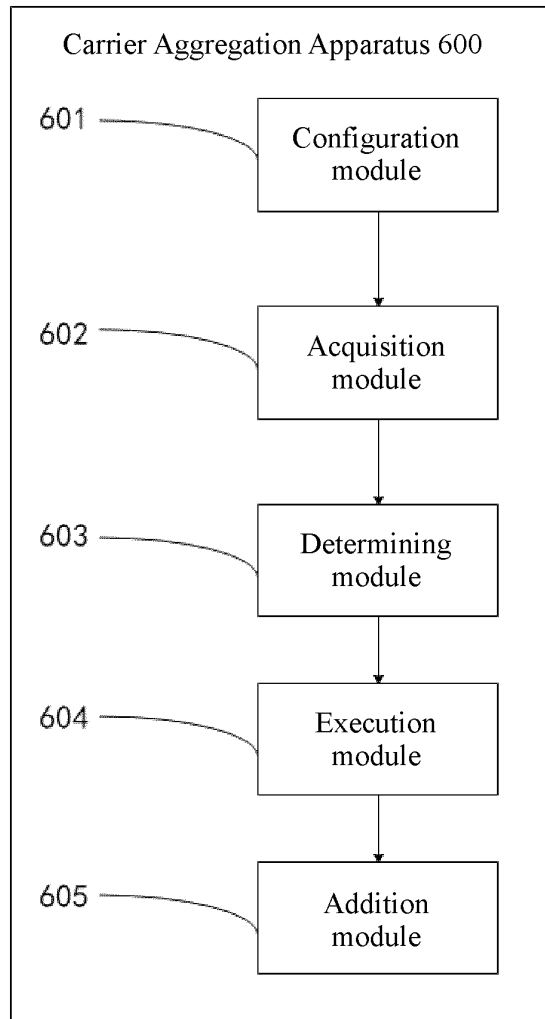 Carrier Aggregation Apparatus 600
601
Configuration
module
602
Acquisition
module
603
Determining
module
604
Execution
module
605
Addition
module